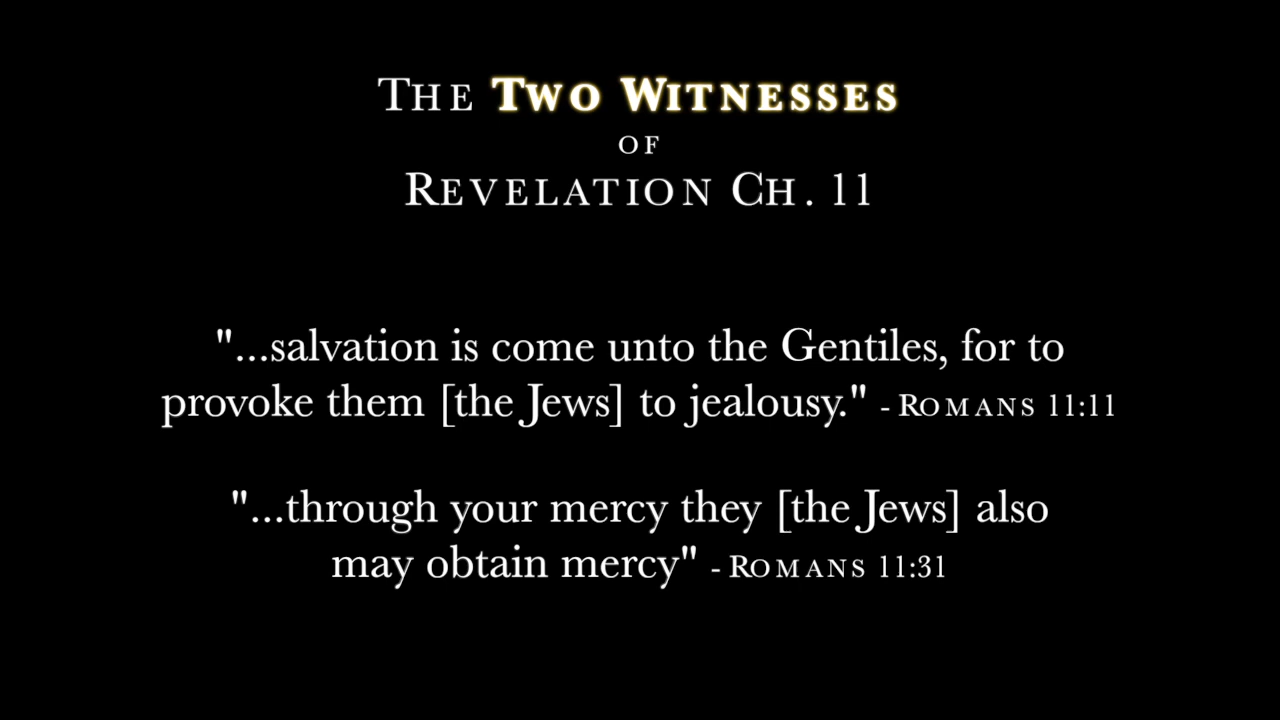 The Two Witnesses
of
Revelation Ch. 11
"...salvation is come unto the Gentiles, for to
provoke them [the Jews] to jealousy." - Romans 11:11
"...through your mercy they [the Jews] also
may obtain mercy" - Romans 11:31